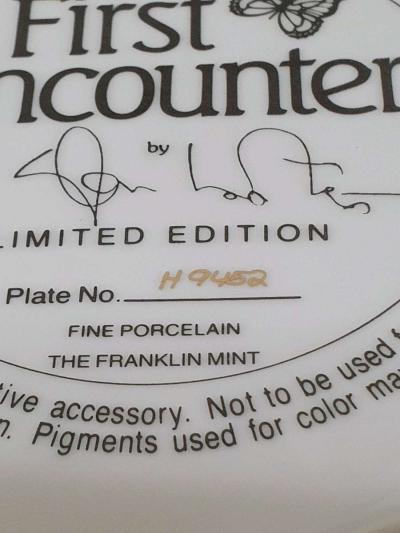 First
ncounter
by
LIMITED EDITION
Plate No. H 9452
FINE PORCELAIN
THE FRANKLIN MINT
tive accessory. Not to be used f
n. Pigments used for color may